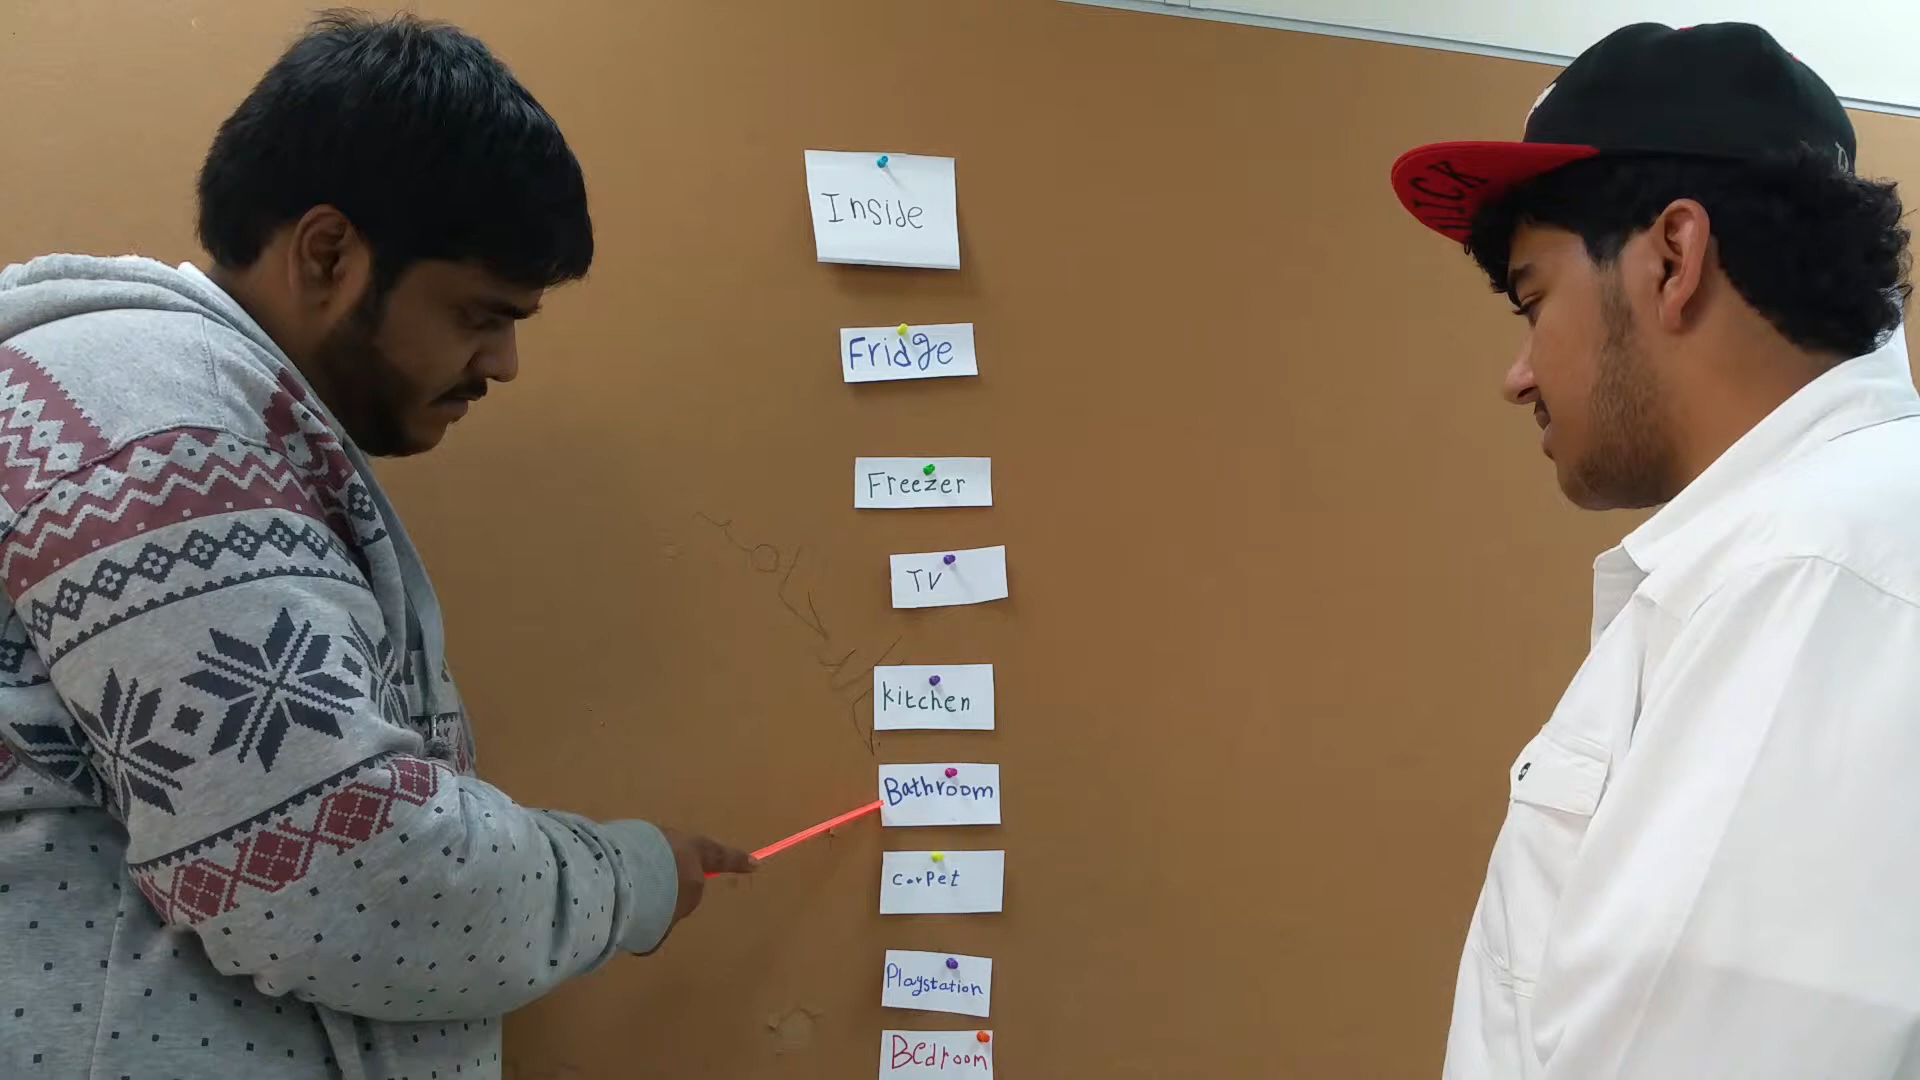 Inside
Fridge
Freezer
TV
Kitchen
Bathroom
Carpet
Playstation
Bedroom